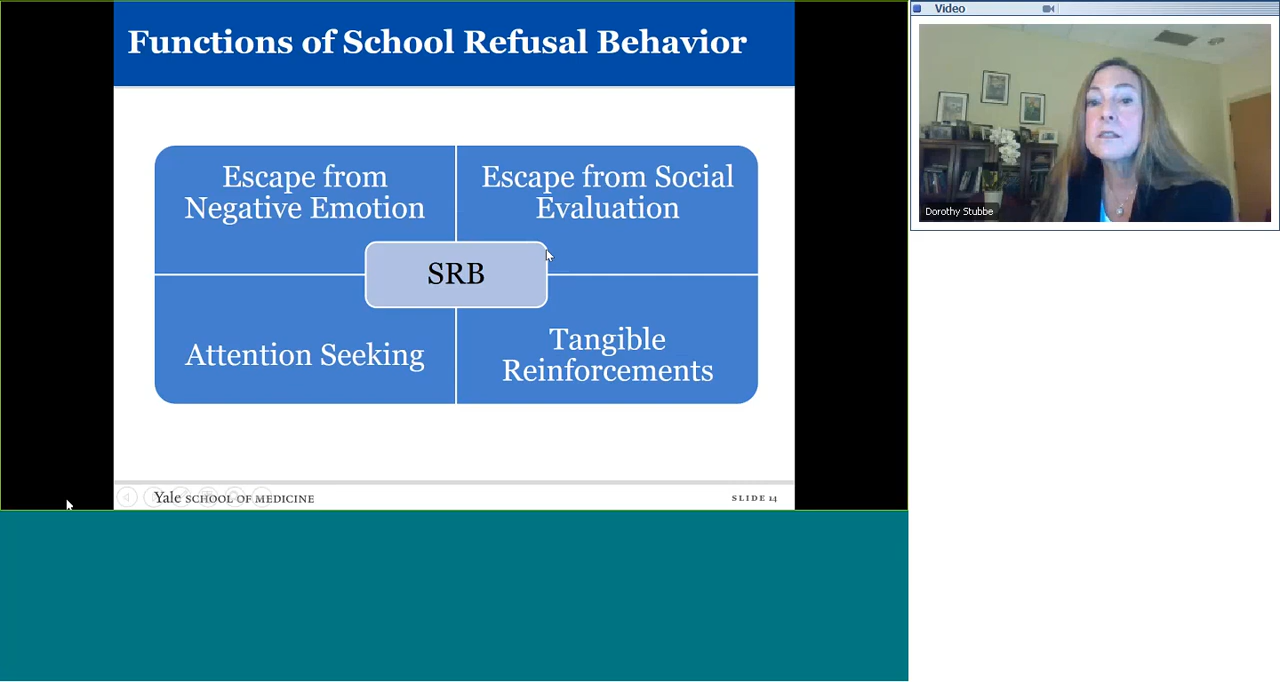 Functions of School Refusal Behavior
Escape from
Negative Emotion
Escape from Social
Evaluation
SRB
Attention Seeking
Tangible
Reinforcements
Yale SCHOOL OF MEDICINE
SLIDE 14
Video
Dorothy Stubbe